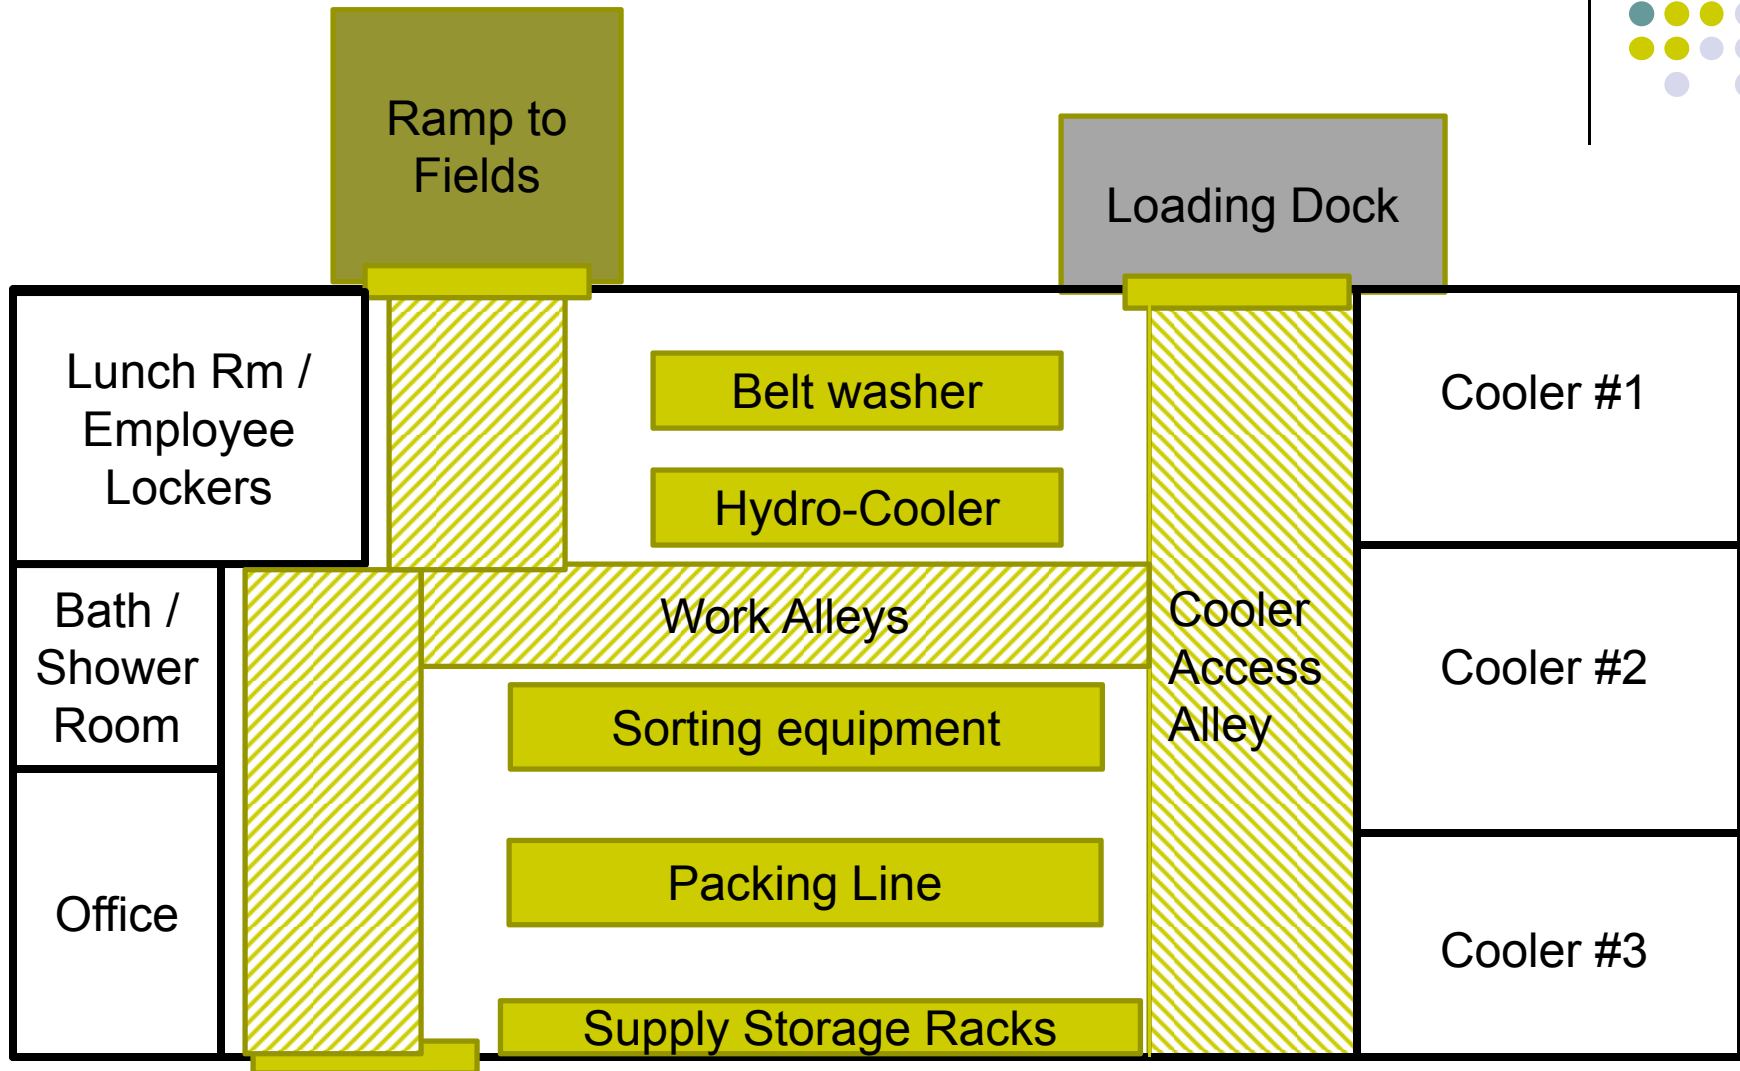 Ramp to
Fields
Loading Dock
Lunch Rm /
Employee
Lockers
Belt washer
Cooler #1
Hydro-Cooler
Bath /
Shower
Room
Work Alleys
Cooler
Access
Alley
Cooler #2
Sorting equipment
Office
Packing Line
Cooler #3
Supply Storage Racks